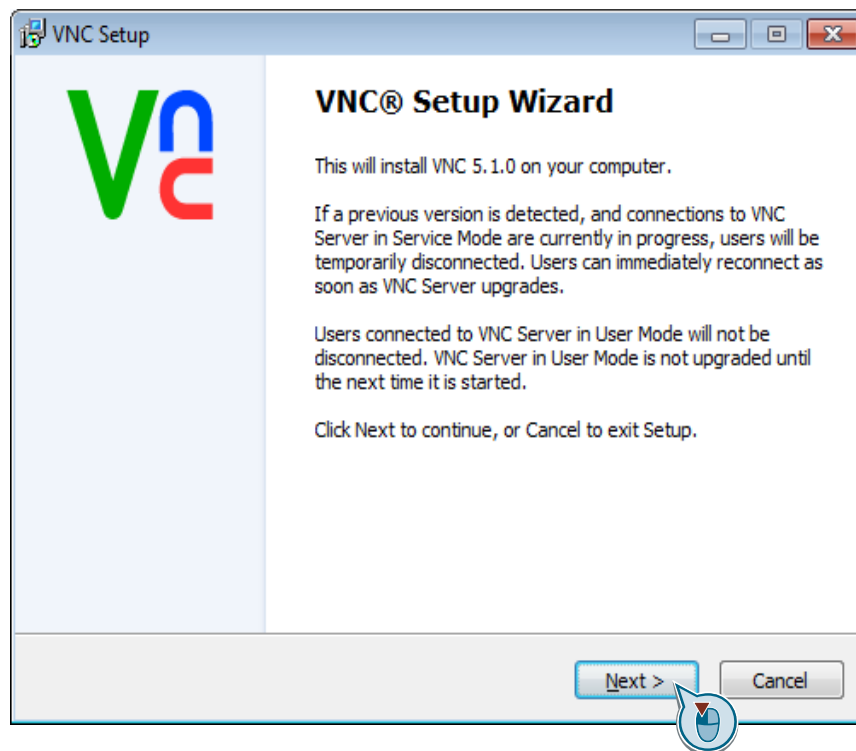 VNC Setup
Vnc
VNC® Setup Wizard
This will install VNC 5.1.0 on your computer.
If a previous version is detected, and connections to VNC
Server in Service Mode are currently in progress, users will be
temporarily disconnected. Users can immediately reconnect as
soon as VNC Server upgrades.
Users connected to VNC Server in User Mode will not be
disconnected. VNC Server in User Mode is not upgraded until
the next time it is started.
Click Next to continue, or Cancel to exit Setup.
Next >
Cancel